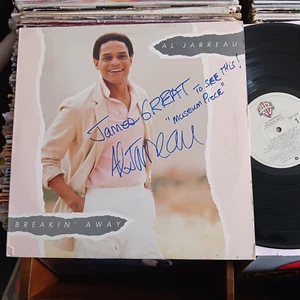 AL JARREAU
James GREAT TO SEE THIS!
"MUSEUM PIECE"
Al Jarreau
BREAKIN' AWAY